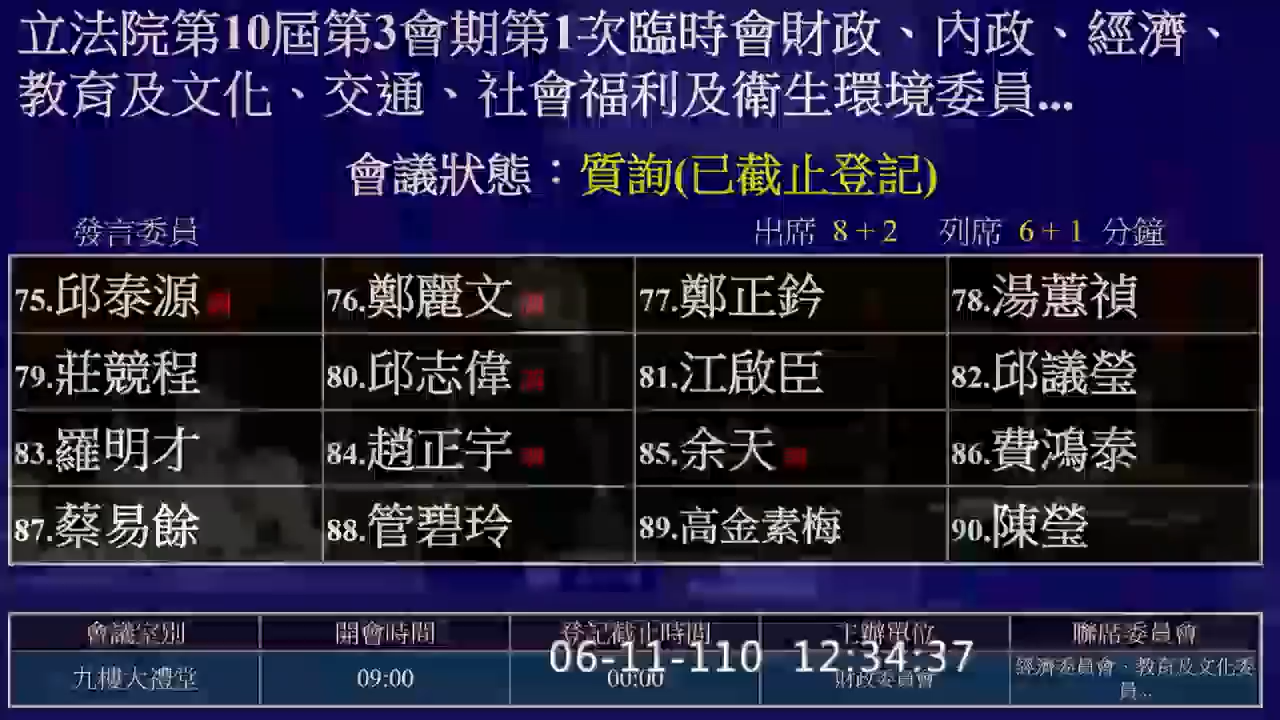 立法院第10屆第3會期第1次臨時會財政、內政、經濟、
教育及文化、交通、社會福利及衛生環境委員...
會議狀態：質詢(已截止登記)
發言委員 出席 8 + 2 列席 6 + 1 分鐘
75.邱泰源 76.鄭麗文 77.鄭正鈐 78.湯蕙禎
79.莊競程 80.邱志偉 81.江啟臣 82.邱議瑩
83.羅明才 84.趙正宇 85.余天 86.費鴻泰
87.蔡易餘 88.管碧玲 89.高金素梅 90.陳瑩
會議室別 開會時間 登記截止時間 主辦單位 聯席委員會
06-11-110 12:34:37
九樓大禮堂 09:00 00:00 財政委員會 經濟委員會、教育及文化委
員...